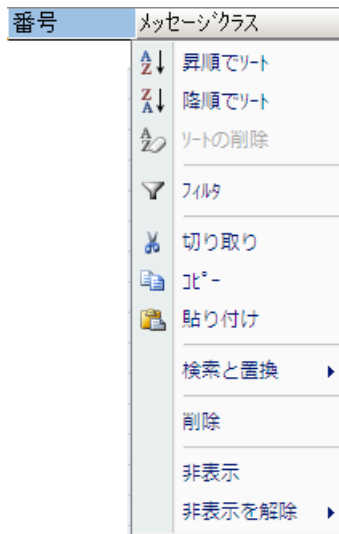 番号
メッセージクラス
昇順でソート
降順でソート
ソートの削除
フィルタ
切り取り
コピー
貼り付け
検索と置換
削除
非表示
非表示を解除